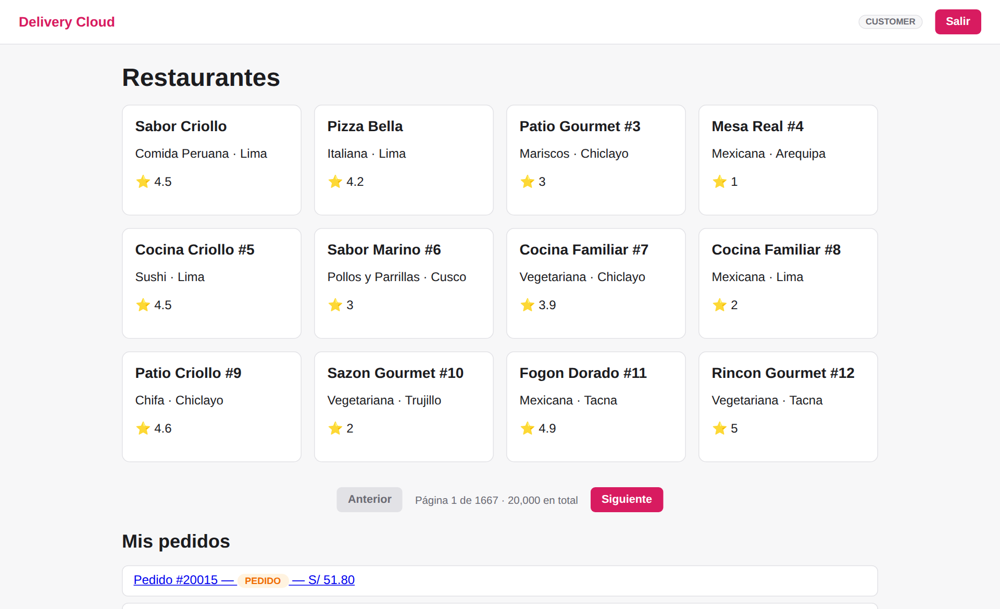 Delivery Cloud
CUSTOMER
Salir
Restaurantes
Sabor Criollo
Comida Peruana · Lima
⭐ 4.5
Pizza Bella
Italiana · Lima
⭐ 4.2
Patio Gourmet #3
Mariscos · Chiclayo
⭐ 3
Mesa Real #4
Mexicana · Arequipa
⭐ 1
Cocina Criollo #5
Sushi · Lima
⭐ 4.5
Sabor Marino #6
Pollos y Parrillas · Cusco
⭐ 3
Cocina Familiar #7
Vegetariana · Chiclayo
⭐ 3.9
Cocina Familiar #8
Mexicana · Lima
⭐ 2
Patio Criollo #9
Chifa · Chiclayo
⭐ 4.6
Sazon Gourmet #10
Vegetariana · Trujillo
⭐ 2
Fogon Dorado #11
Mexicana · Tacna
⭐ 4.9
Rincon Gourmet #12
Vegetariana · Tacna
⭐ 5
Anterior
Página 1 de 1667 · 20,000 en total
Siguiente
Mis pedidos
Pedido #20015 — PEDIDO — S/ 51.80